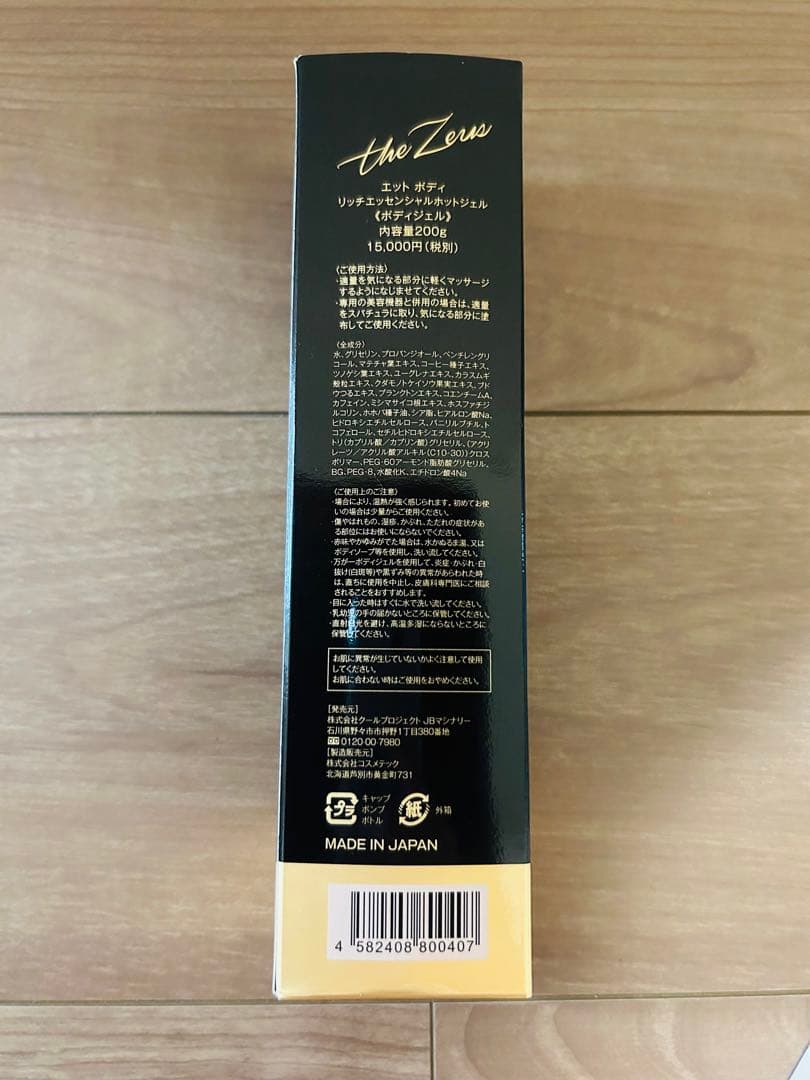 the Zeus
エット ボディ
リッチエッセンシャルホットジェル
《ボディジェル》
内容量200g
15,000円(税別)
〈ご使用方法〉
・適量を気になる部分に軽くマッサージ
するようになじませてください。
・専用の美容機器と併用の場合は、適量
をスパチュラに取り、気になる部分に塗
布してご使用ください。
〈全成分〉
水、グリセリン、プロパンジオール、ペンチレングリ
コール、マテチャ葉エキス、コーヒー種子エキス、
ツノゲシ葉エキス、ユーグレナエキス、カラスムギ
穀粒エキス、クダモノトケイソウ果実エキス、ブド
ウつるエキス、プランクトンエキス、コエンチームA、
カフェイン、ミシマサイコ根エキス、ホスファチジ
ルコリン、ホホバ種子油、シア脂、ヒアルロン酸Na、
ヒドロキシエチルセルロース、バニリルブチル、ト
コフェロール、セチルヒドロキシエチルセルロース、
トリ(カプリル酸/カプリン酸)グリセリル、(アクリ
レーツ/アクリル酸アルキル(C10-30))クロス
ポリマー、PEG-60アーモンド脂肪酸グリセリル、
BG、PEG-8、水酸化K、エチドロン酸4Na
〈ご使用上のご注意〉
・場合により、温熱が強く感じられます。初めてお使
いの場合は少量からご使用ください。
・傷やはれもの、湿疹、かぶれ、ただれの症状があ
る部位にはお使いにならないでください。
・赤味やかゆみがでた場合は、水かぬるま湯、又は
ボディソープ等を使用し、洗い流してください。
・万が一ボディジェルを使用して、炎症・かぶれ・白
抜け(白斑等)や黒ずみ等の異常があらわれた時
は、直ちに使用を中止し、皮膚科専門医にご相談
されることをおすすめします。
・目に入った時はすぐに水で洗い流してください。
・乳幼児の手の届かないところに保管してください。
・直射日光を避け、高温多湿にならないところに
保管してください。
お肌に異常が生じていないかよく注意して使用
してください。
お肌に合わない時はご使用をおやめください。
[発売元]
株式会社クールプロジェクト JBマシナリー
石川県野々市市押野1丁目380番地
0120 00 7980
[製造販売元]
株式会社コスメテック
北海道芦別市黄金町731
プラ
キャップ
ポンプ
ボトル
紙
外箱
MADE IN JAPAN
4 582408 800407